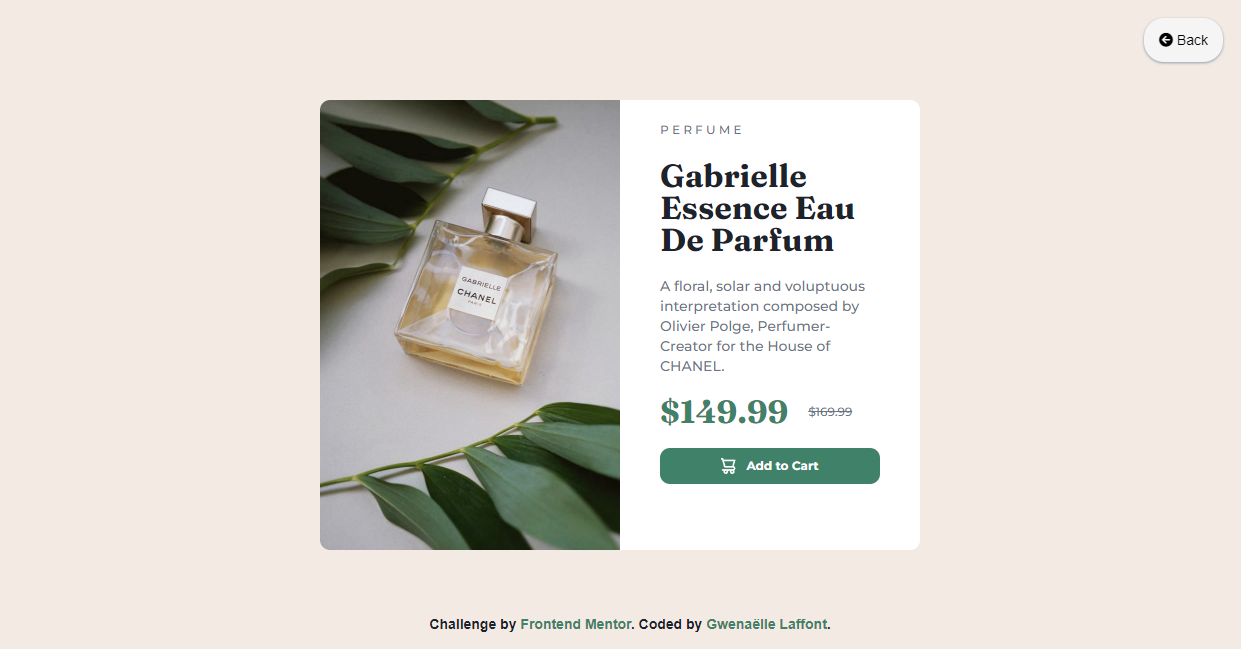 Back
PERFUME
Gabrielle
Essence Eau
De Parfum
A floral, solar and voluptuous
interpretation composed by
Olivier Polge, Perfumer-
Creator for the House of
CHANEL.
$149.99 $169.99
Add to Cart
GABRIELLE
CHANEL
PARIS
Challenge by Frontend Mentor. Coded by Gwenaëlle Laffont.